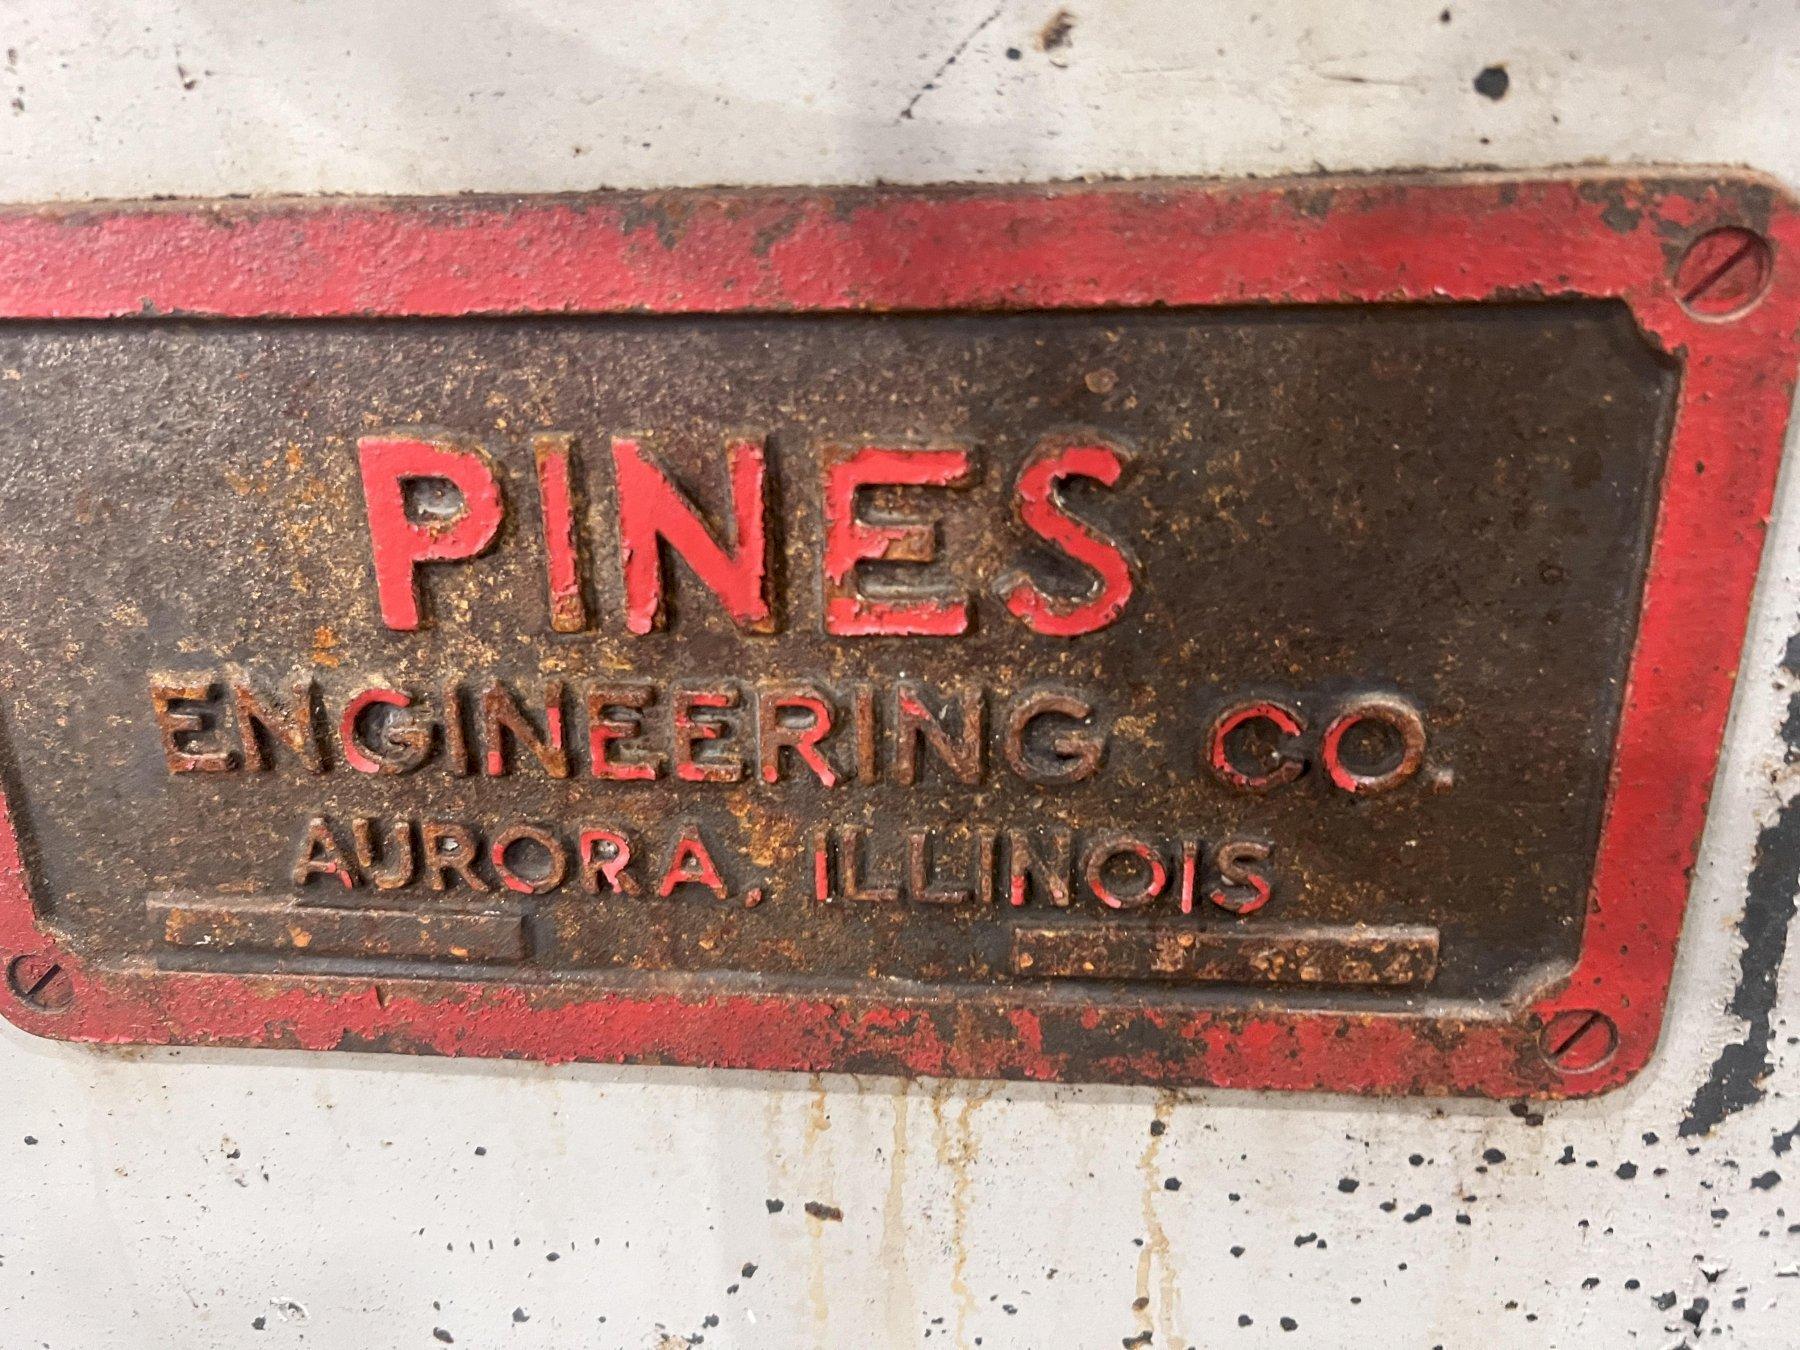 PINES
ENGINEERING CO.
AURORA, ILLINOIS